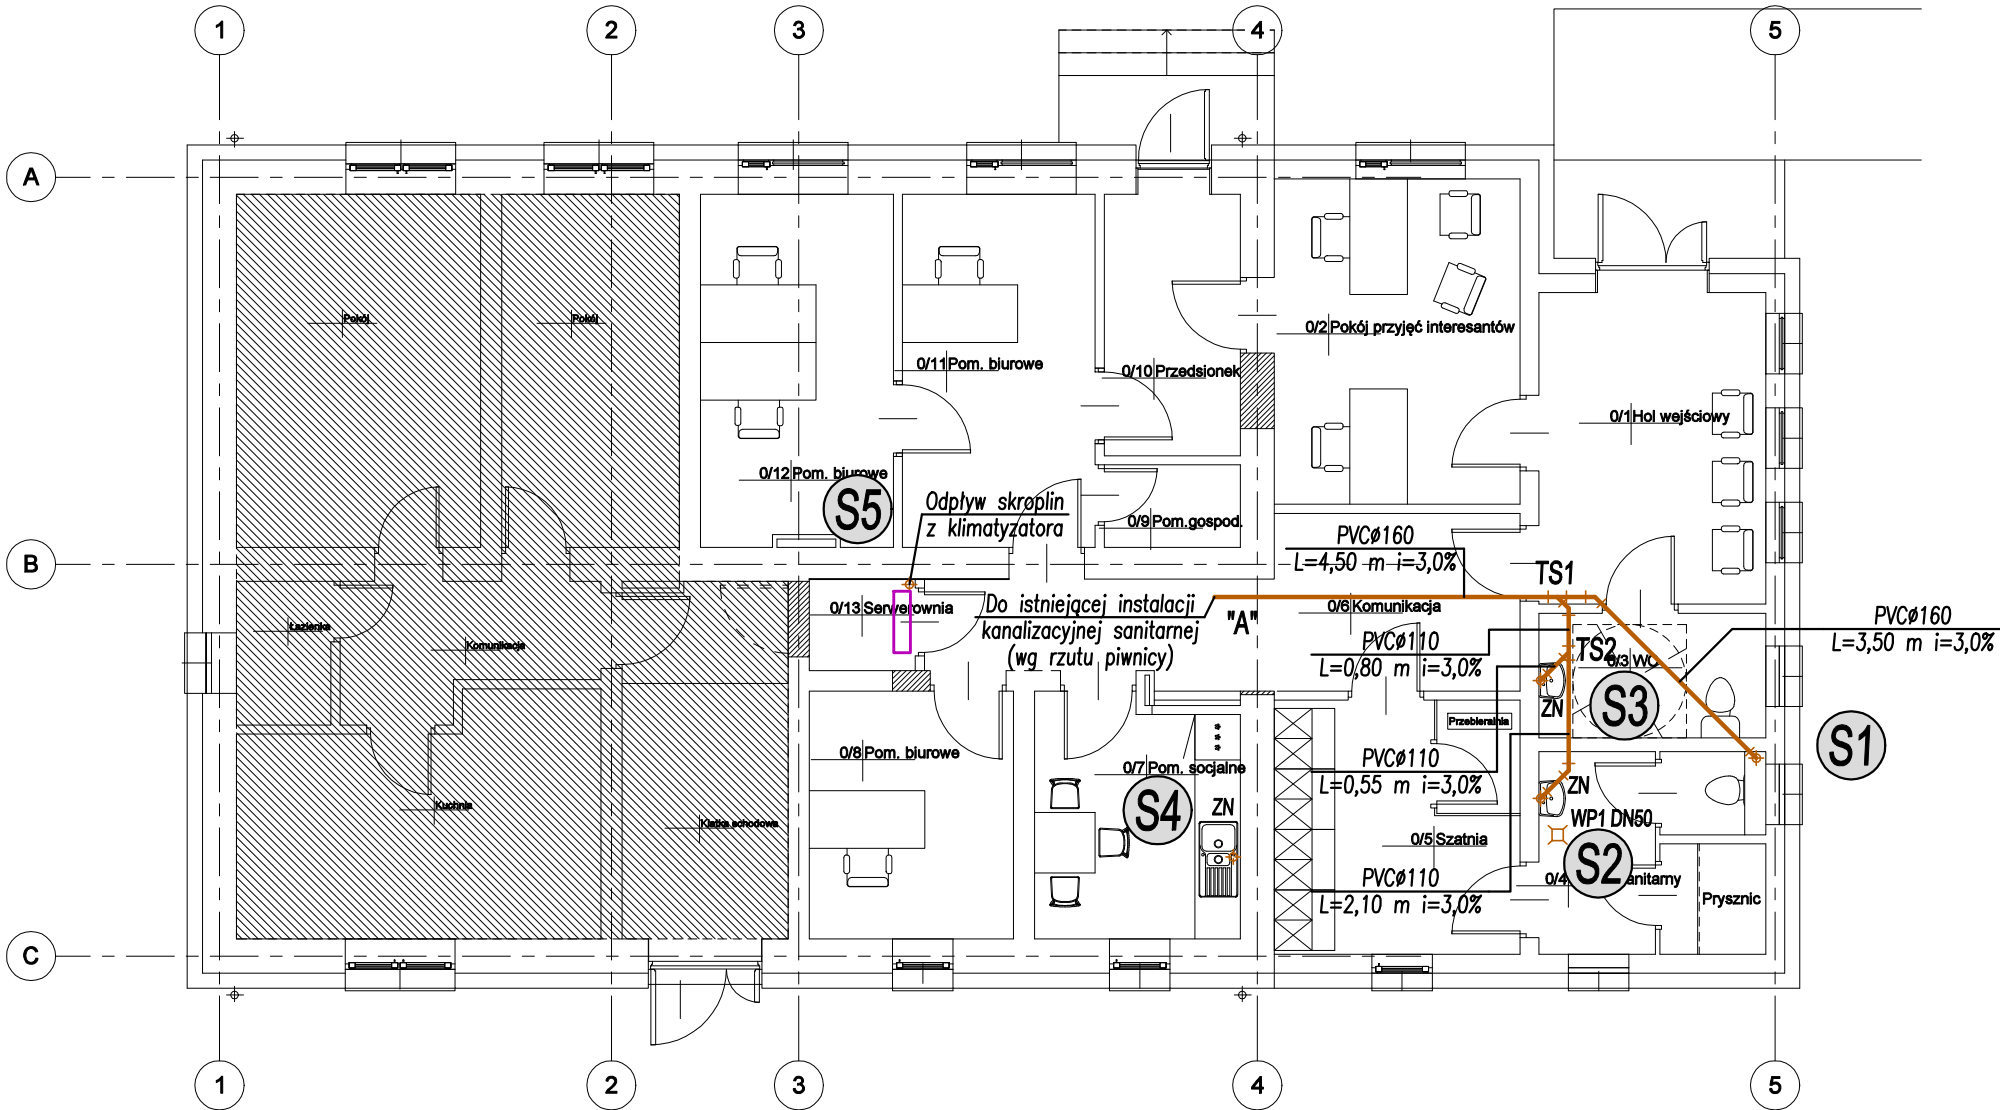 1
2
3
4
5
A
Pokój
Pokój
0/2 Pokój przyjęć interesantów
0/11 Pom. biurowe
0/10 Przedsionek
0/1 Hol wejściowy
0/12 Pom. biurowe
S5
Odpływ skroplin
z klimatyzatora
0/9 Pom.gospod.
PVCø160
L=4,50 m i=3,0%
B
TS1
0/13 Serwerownia
Do istniejącej instalacji
kanalizacyjnej sanitarnej
(wg rzutu piwnicy)
"A"
0/6 Komunikacja
PVCø160
L=3,50 m i=3,0%
Łazienka
Komunikacja
PVCø110
L=0,80 m i=3,0%
TS2
0/3 WC
ZN
S3
Przebieralnia
S1
0/8 Pom. biurowe
0/7 Pom. socjalne
PVCø110
L=0,55 m i=3,0%
ZN
Kuchnia
Klatka schodowa
S4
ZN
WP1 DN50
0/5 Szatnia
S2
PVCø110
L=2,10 m i=3,0%
0/4
Prysznic
C
1
2
3
4
5